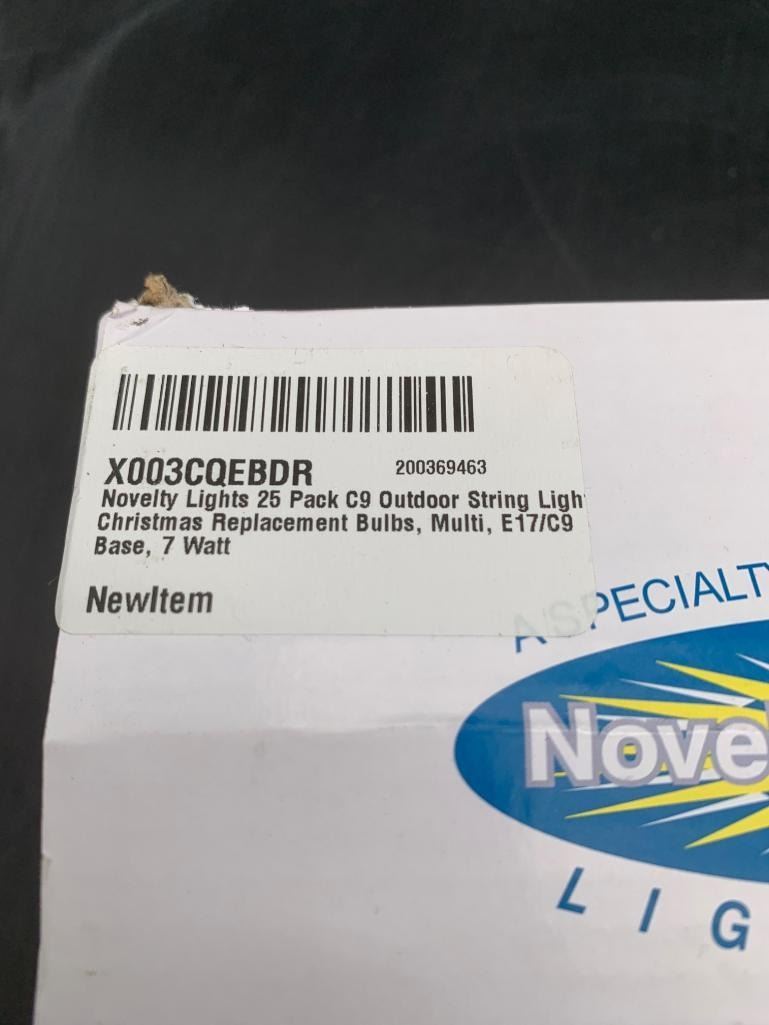 X003CQEBDR 200369463
Novelty Lights 25 Pack C9 Outdoor String Ligh
Christmas Replacement Bulbs, Multi, E17/C9
Base, 7 Watt
NewItem
A SPECIALTY
Nove
LIG